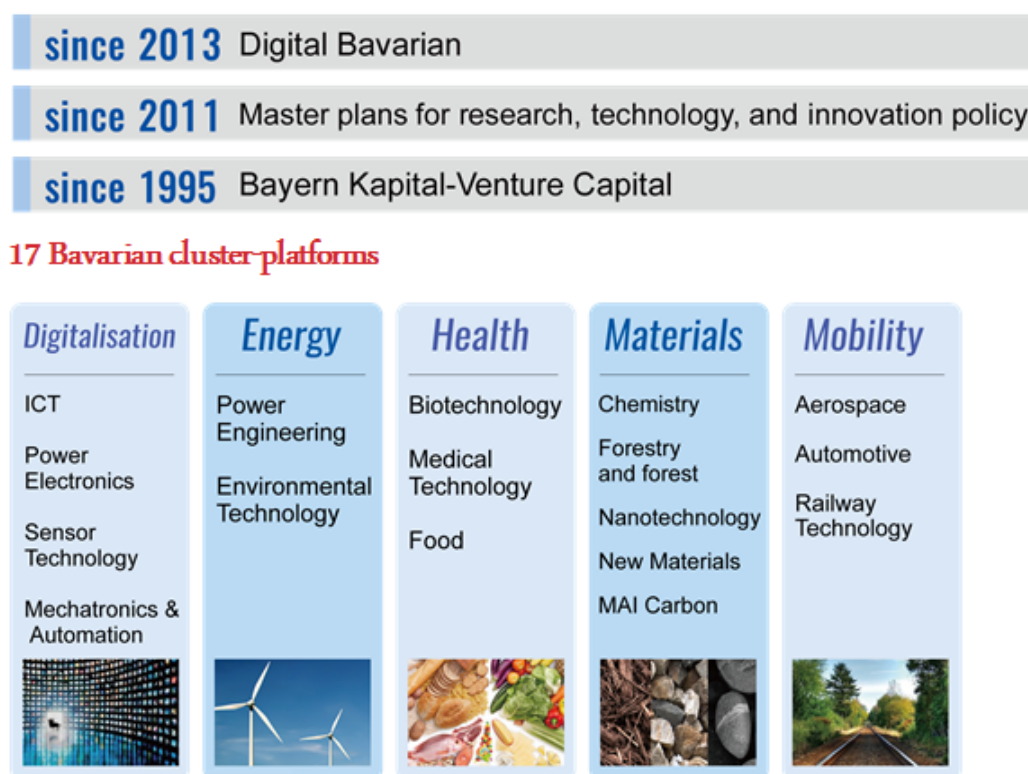 since 2013 Digital Bavarian
since 2011 Master plans for research, technology, and innovation policy
since 1995 Bayern Kapital-Venture Capital
17 Bavarian cluster-platforms
Digitalisation
ICT
Power
Electronics
Sensor
Technology
Mechatronics &
Automation
Energy
Power
Engineering
Environmental
Technology
Health
Biotechnology
Medical
Technology
Food
Materials
Chemistry
Forestry
and forest
Nanotechnology
New Materials
MAI Carbon
Mobility
Aerospace
Automotive
Railway
Technology